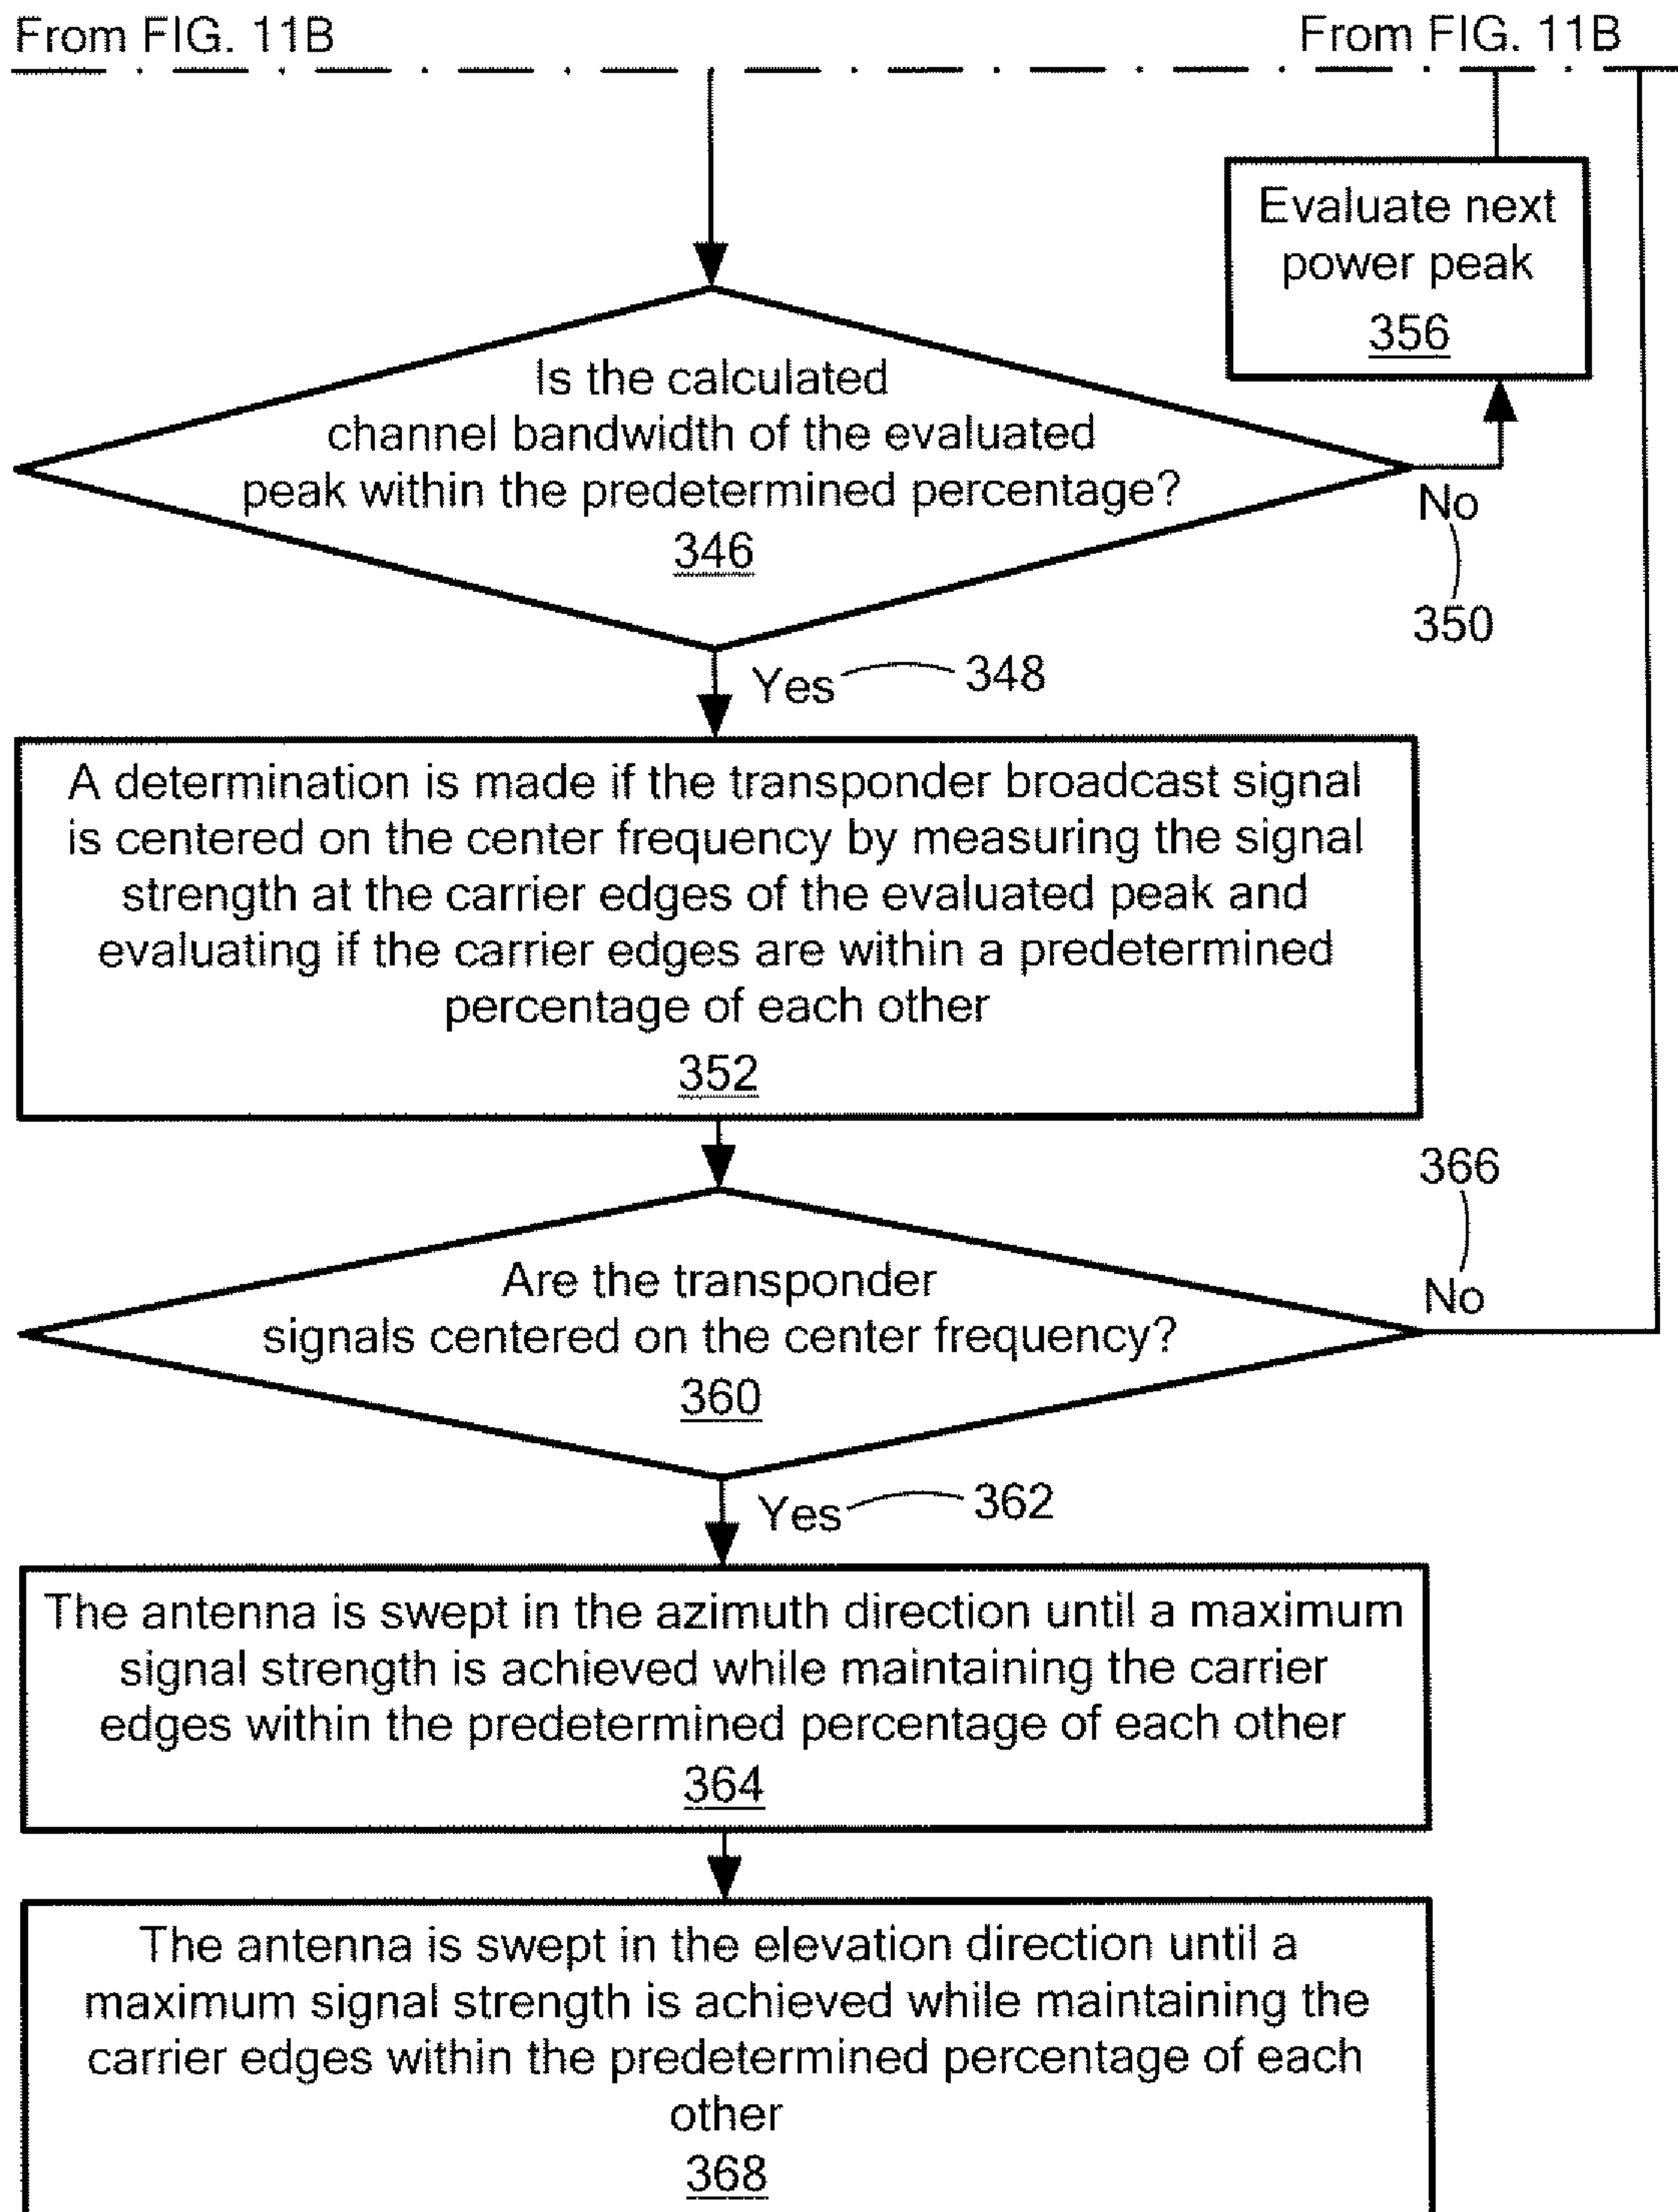 From FIG. 11B
From FIG. 11B
Evaluate next
power peak
356
Is the calculated
channel bandwidth of the evaluated
peak within the predetermined percentage?
346
No
350
Yes
348
A determination is made if the transponder broadcast signal
is centered on the center frequency by measuring the signal
strength at the carrier edges of the evaluated peak and
evaluating if the carrier edges are within a predetermined
percentage of each other
352
366
No
Are the transponder
signals centered on the center frequency?
360
Yes
362
The antenna is swept in the azimuth direction until a maximum
signal strength is achieved while maintaining the carrier
edges within the predetermined percentage of each other
364
The antenna is swept in the elevation direction until a
maximum signal strength is achieved while maintaining the
carrier edges within the predetermined percentage of each
other
368